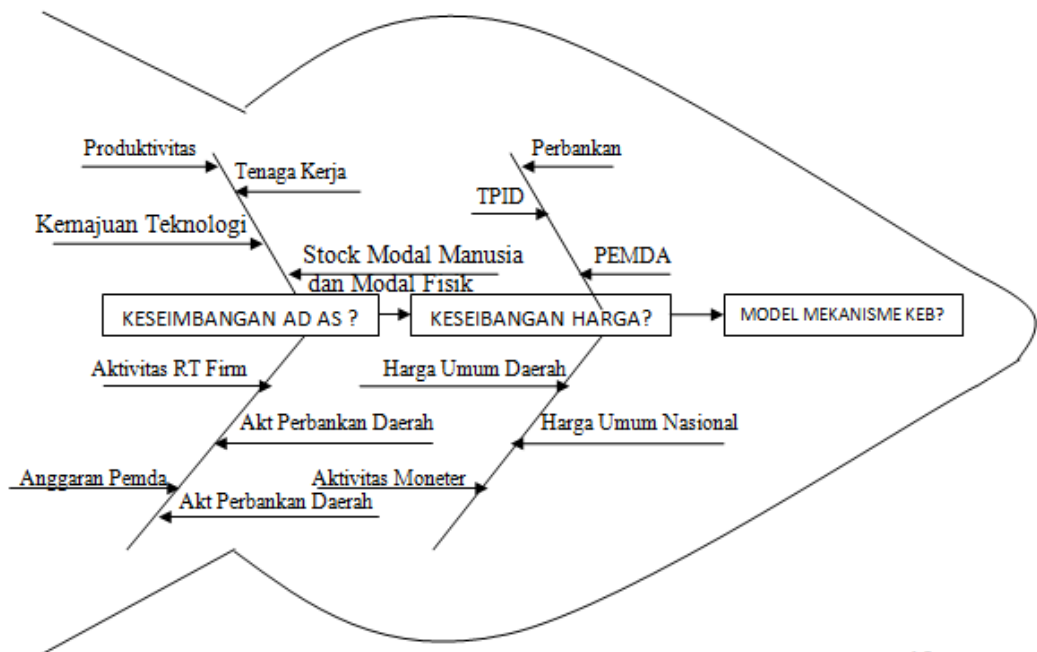 Produktivitas
Perbankan
Tenaga Kerja
TPID
Kemajuan Teknologi
Stock Modal Manusia
dan Modal Fisik
PEMDA
KESEIMBANGAN AD AS ?
KESEIBANGAN HARGA?
MODEL MEKANISME KEB?
Aktivitas RT Firm
Harga Umum Daerah
Akt Perbankan Daerah
Harga Umum Nasional
Anggaran Pemda
Aktivitas Moneter
Akt Perbankan Daerah